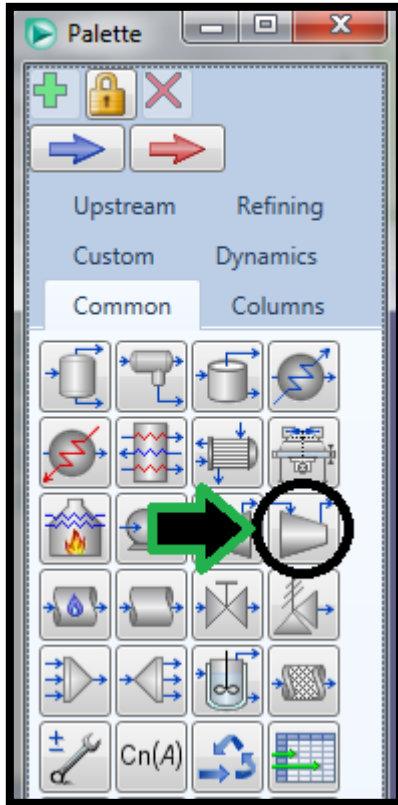 Palette
Upstream Refining
Custom Dynamics
Common Columns
Cn(A)